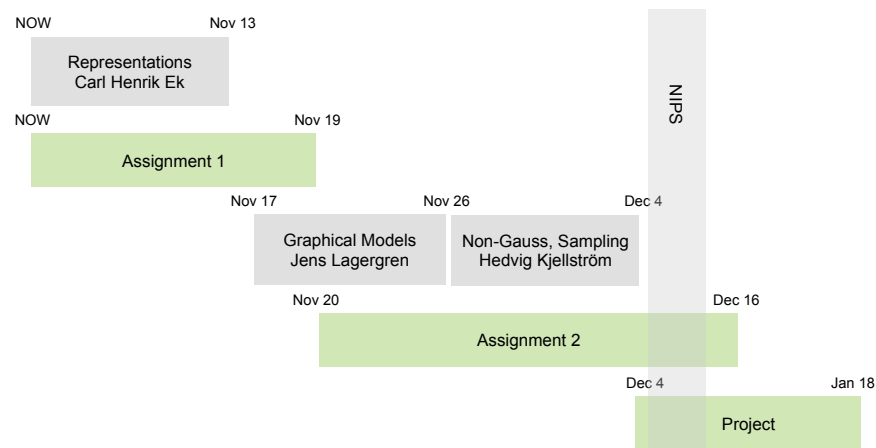 NOW
Nov 13
Representations
Carl Henrik Ek
NOW
Nov 19
Assignment 1
NIPS
Nov 17
Nov 26
Dec 4
Graphical Models
Jens Lagergren
Non-Gauss, Sampling
Hedvig Kjellström
Nov 20
Dec 16
Assignment 2
Dec 4
Jan 18
Project